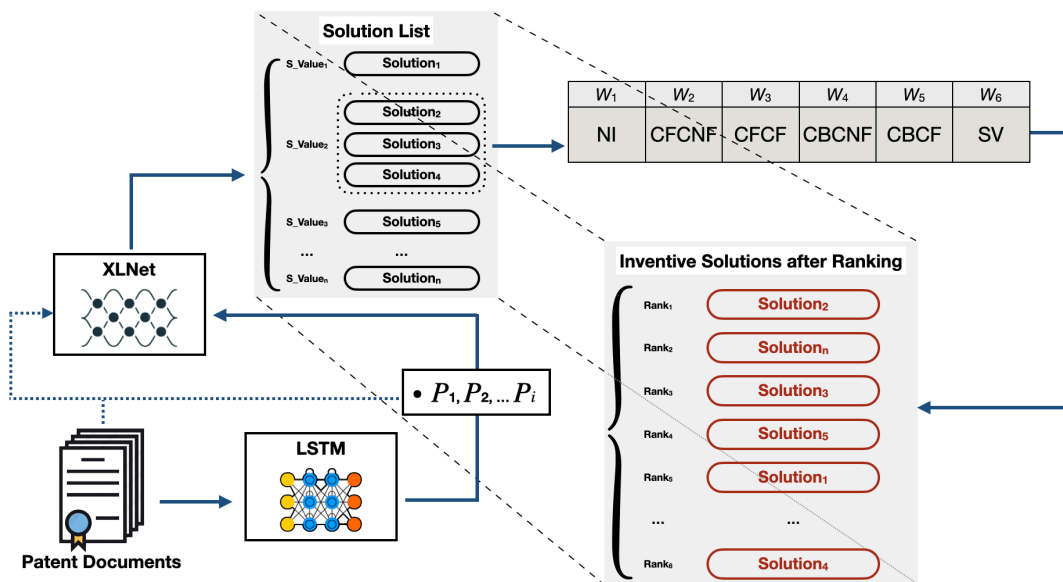 Solution List
S_Value₁ Solution₁
Solution₂
S_Value₂ Solution₃
Solution₄
S_Value₃ Solution₅
... ...
S_Valueₙ Solutionₙ
W₁ W₂ W₃ W₄ W₅ W₆
NI CFCNF CFCF CBCNF CBCF SV
XLNet
• P₁, P₂, ... Pᵢ
LSTM
Patent Documents
Inventive Solutions after Ranking
Rank₁ Solution₂
Rank₂ Solutionₙ
Rank₃ Solution₃
Rank₄ Solution₅
Rank₅ Solution₁
... ...
Rank₆ Solution₄